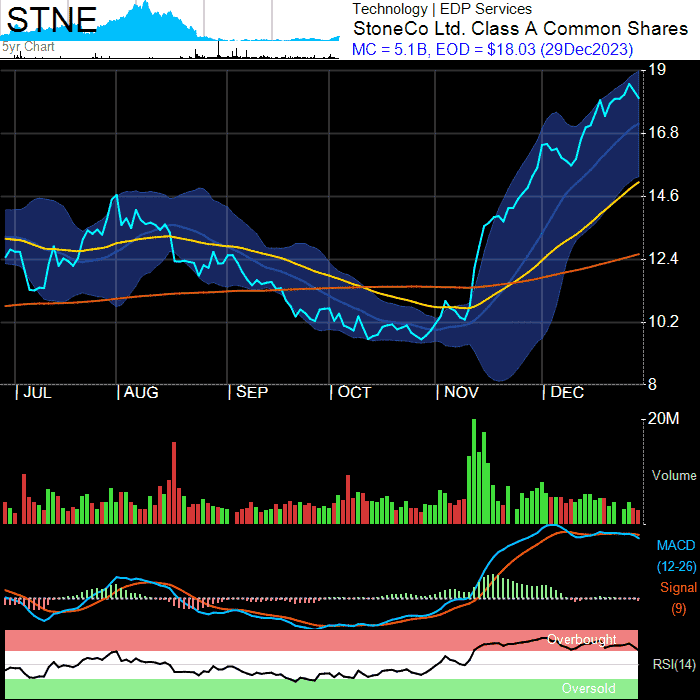 STNE
5yr Chart
Technology | EDP Services
StoneCo Ltd. Class A Common Shares
MC = 5.1B, EOD = $18.03 (29Dec2023)
19
16.8
14.6
12.4
10.2
8
JUL AUG SEP OCT NOV DEC
20M
Volume
MACD
(12-26)
Signal
(9)
Overbought
RSI(14)
Oversold